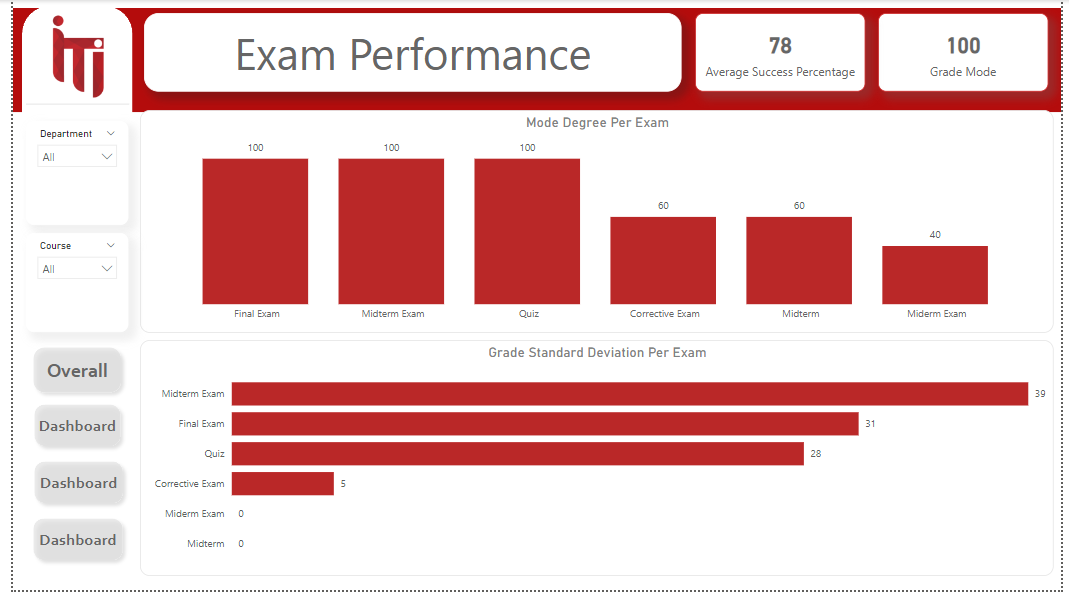 iTi
Exam Performance
78
Average Success Percentage
100
Grade Mode
Department
All
Course
All
Overall
Dashboard
Dashboard
Dashboard
Mode Degree Per Exam
100
100
100
60
60
40
Final Exam
Midterm Exam
Quiz
Corrective Exam
Midterm
Miderm Exam
Grade Standard Deviation Per Exam
Midterm Exam 39
Final Exam 31
Quiz 28
Corrective Exam 5
Miderm Exam 0
Midterm 0